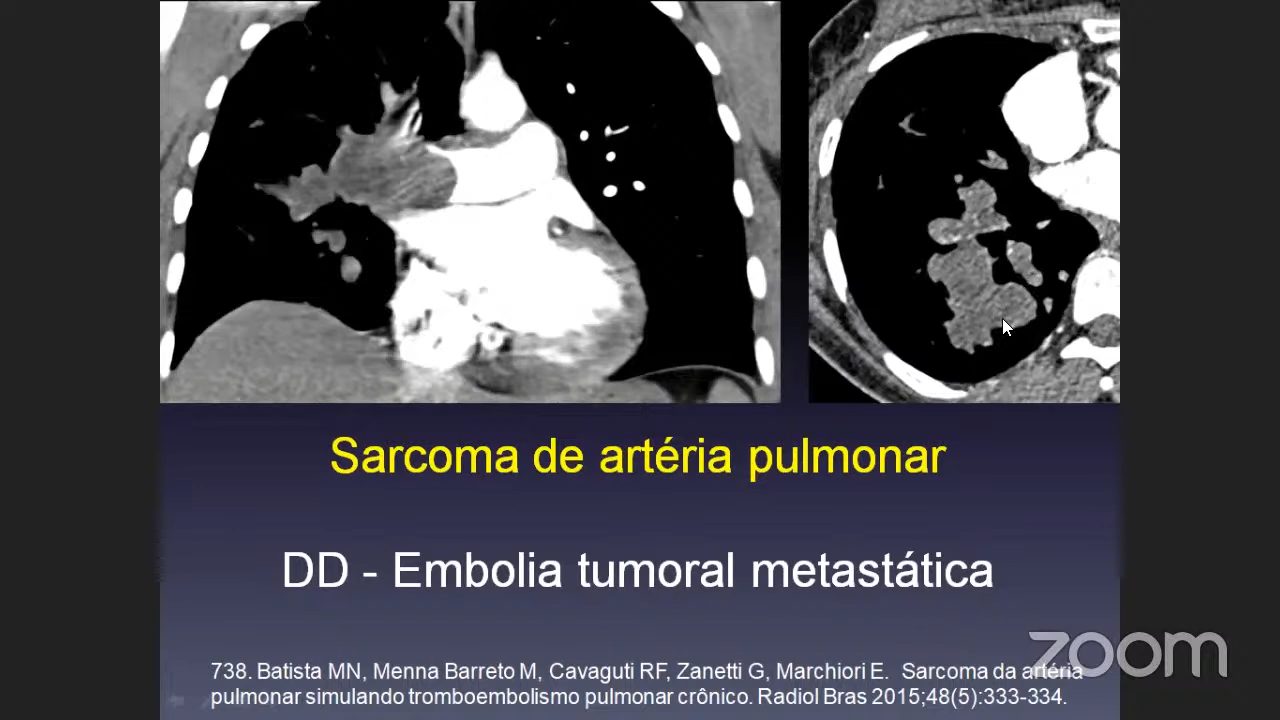 Sarcoma de artéria pulmonar
DD - Embolia tumoral metastática
zoom
738. Batista MN, Menna Barreto M, Cavaguti RF, Zanetti G, Marchiori E. Sarcoma da artéria
pulmonar simulando tromboembolismo pulmonar crônico. Radiol Bras 2015;48(5):333-334.